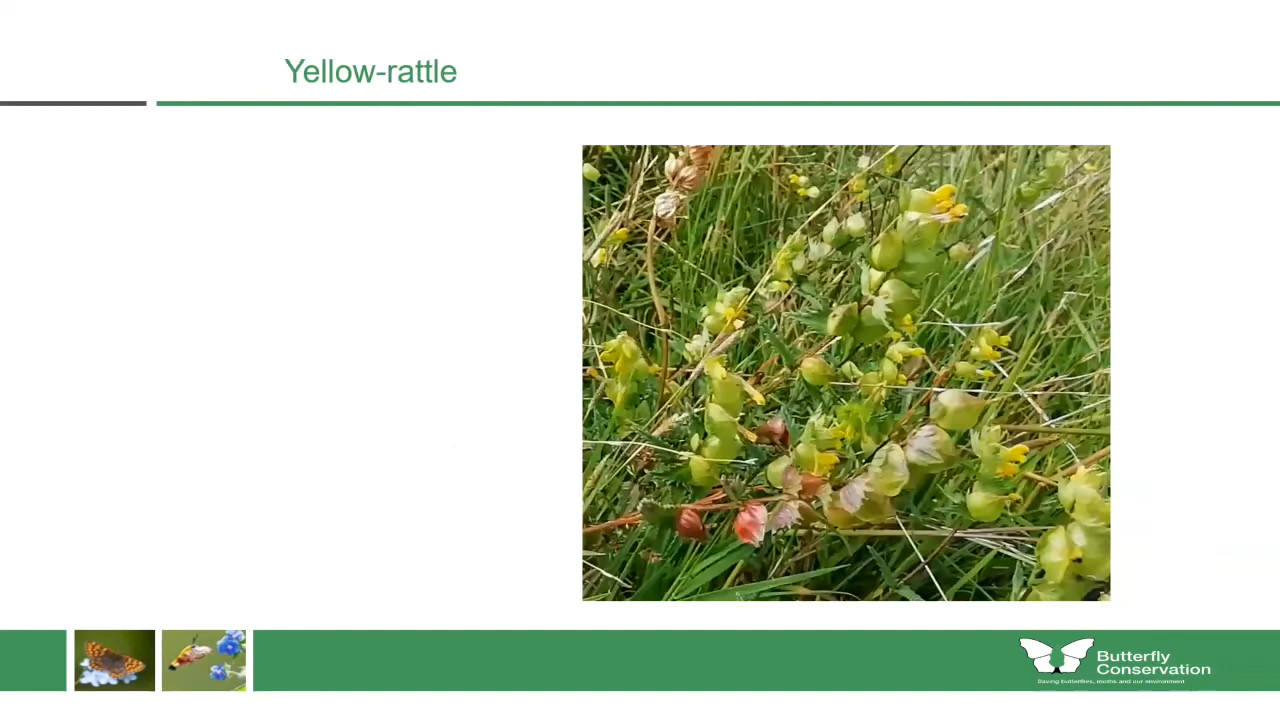 Yellow-rattle
Butterfly
Conservation
Saving butterflies, moths and our environment